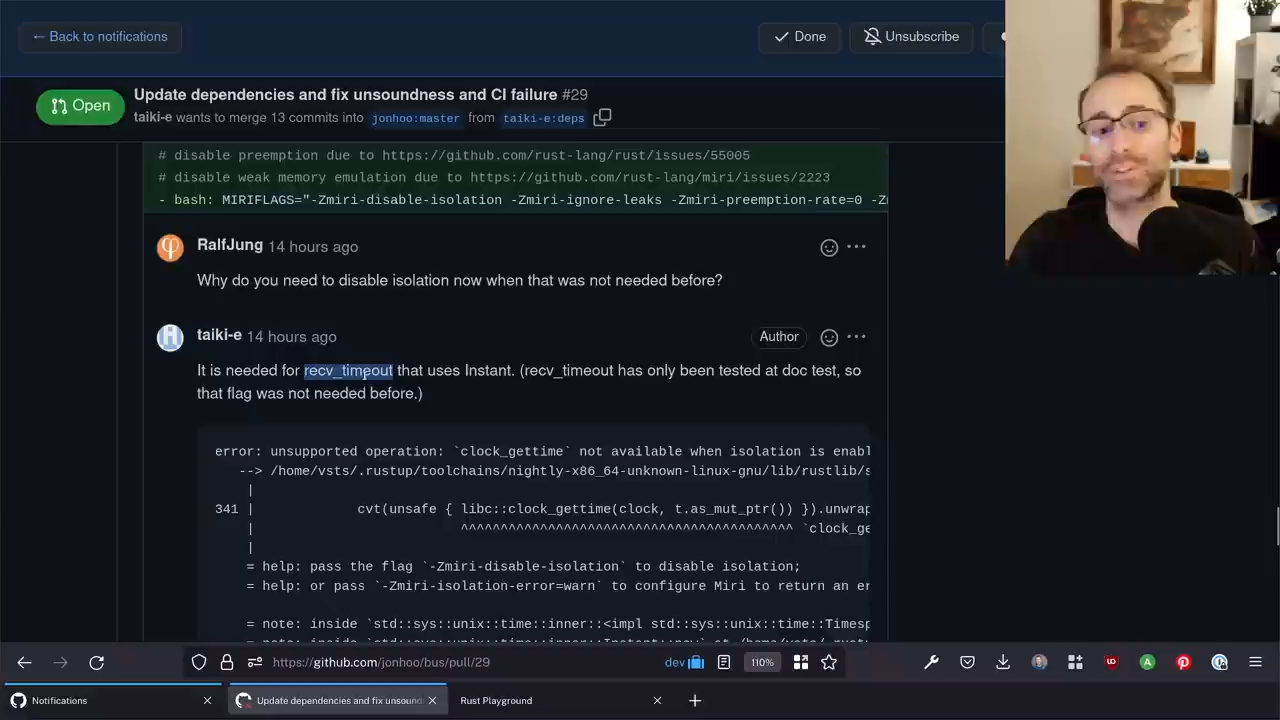 ← Back to notifications
Done
Unsubscribe
Open
Update dependencies and fix unsoundness and CI failure #29
taiki-e wants to merge 13 commits into jonhoo:master from taiki-e:deps
# disable preemption due to https://github.com/rust-lang/rust/issues/55005
# disable weak memory emulation due to https://github.com/rust-lang/miri/issues/2223
- bash: MIRIFLAGS="-Zmiri-disable-isolation -Zmiri-ignore-leaks -Zmiri-preemption-rate=0 -Z
RalfJung 14 hours ago
Why do you need to disable isolation now when that was not needed before?
taiki-e 14 hours ago
Author
It is needed for recv_timeout that uses Instant. (recv_timeout has only been tested at doc test, so
that flag was not needed before.)
error: unsupported operation: `clock_gettime` not available when isolation is enabl
--> /home/vsts/.rustup/toolchains/nightly-x86_64-unknown-linux-gnu/lib/rustlib/s
|
341 | cvt(unsafe { libc::clock_gettime(clock, t.as_mut_ptr()) }).unwrap
| ^^^^^^^^^^^^^^^^^^^^^^^^^^^^^^^^^^^^^^^^^^ `clock_ge
|
= help: pass the flag `-Zmiri-disable-isolation` to disable isolation;
= help: or pass `-Zmiri-isolation-error=warn` to configure Miri to return an er
= note: inside `std::sys::unix::time::inner::<impl std::sys::unix::time::Timesp
https://github.com/jonhoo/bus/pull/29
dev
110%
Notifications
Update dependencies and fix unsound
Rust Playground